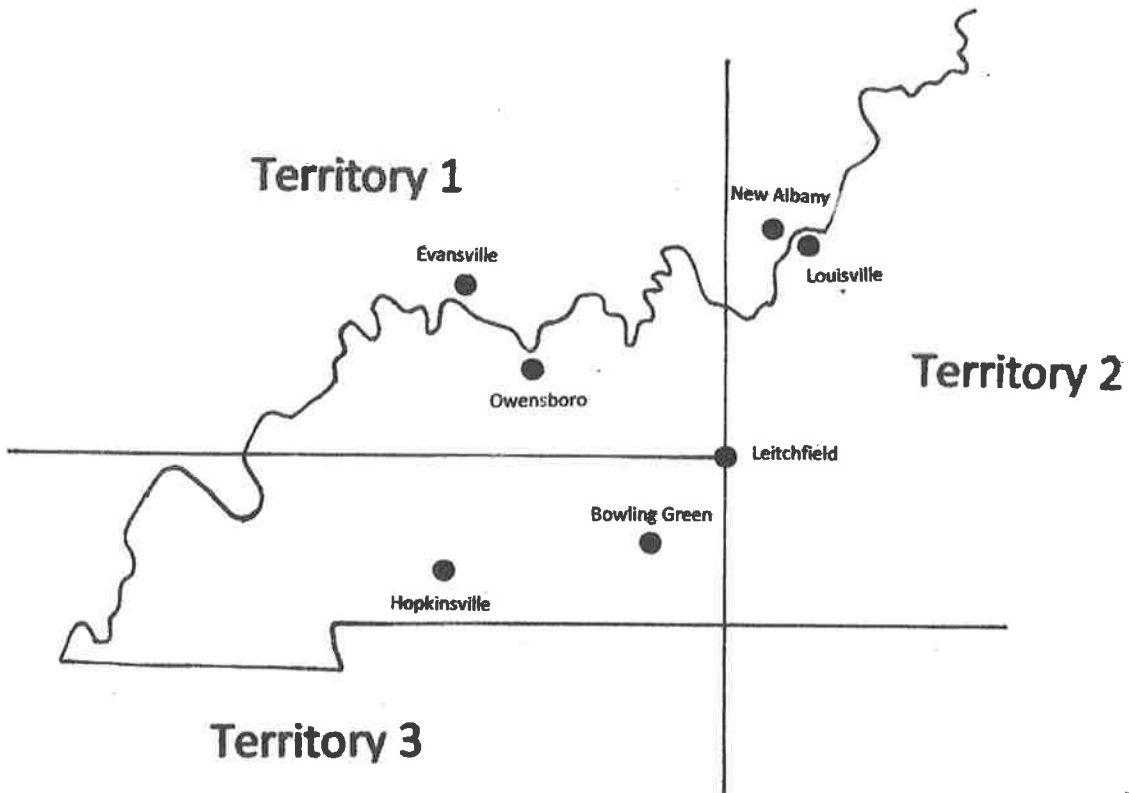 Territory 1
New Albany
Evansville
Louisville
Territory 2
Owensboro
Leitchfield
Bowling Green
Hopkinsville
Territory 3